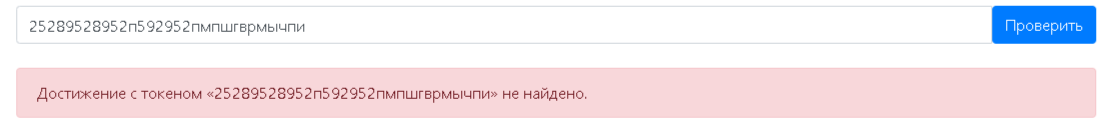 25289528952п592952пмпшгврмычпи
Проверить
Достижение с токеном «25289528952п592952пмпшгврмычпи» не найдено.